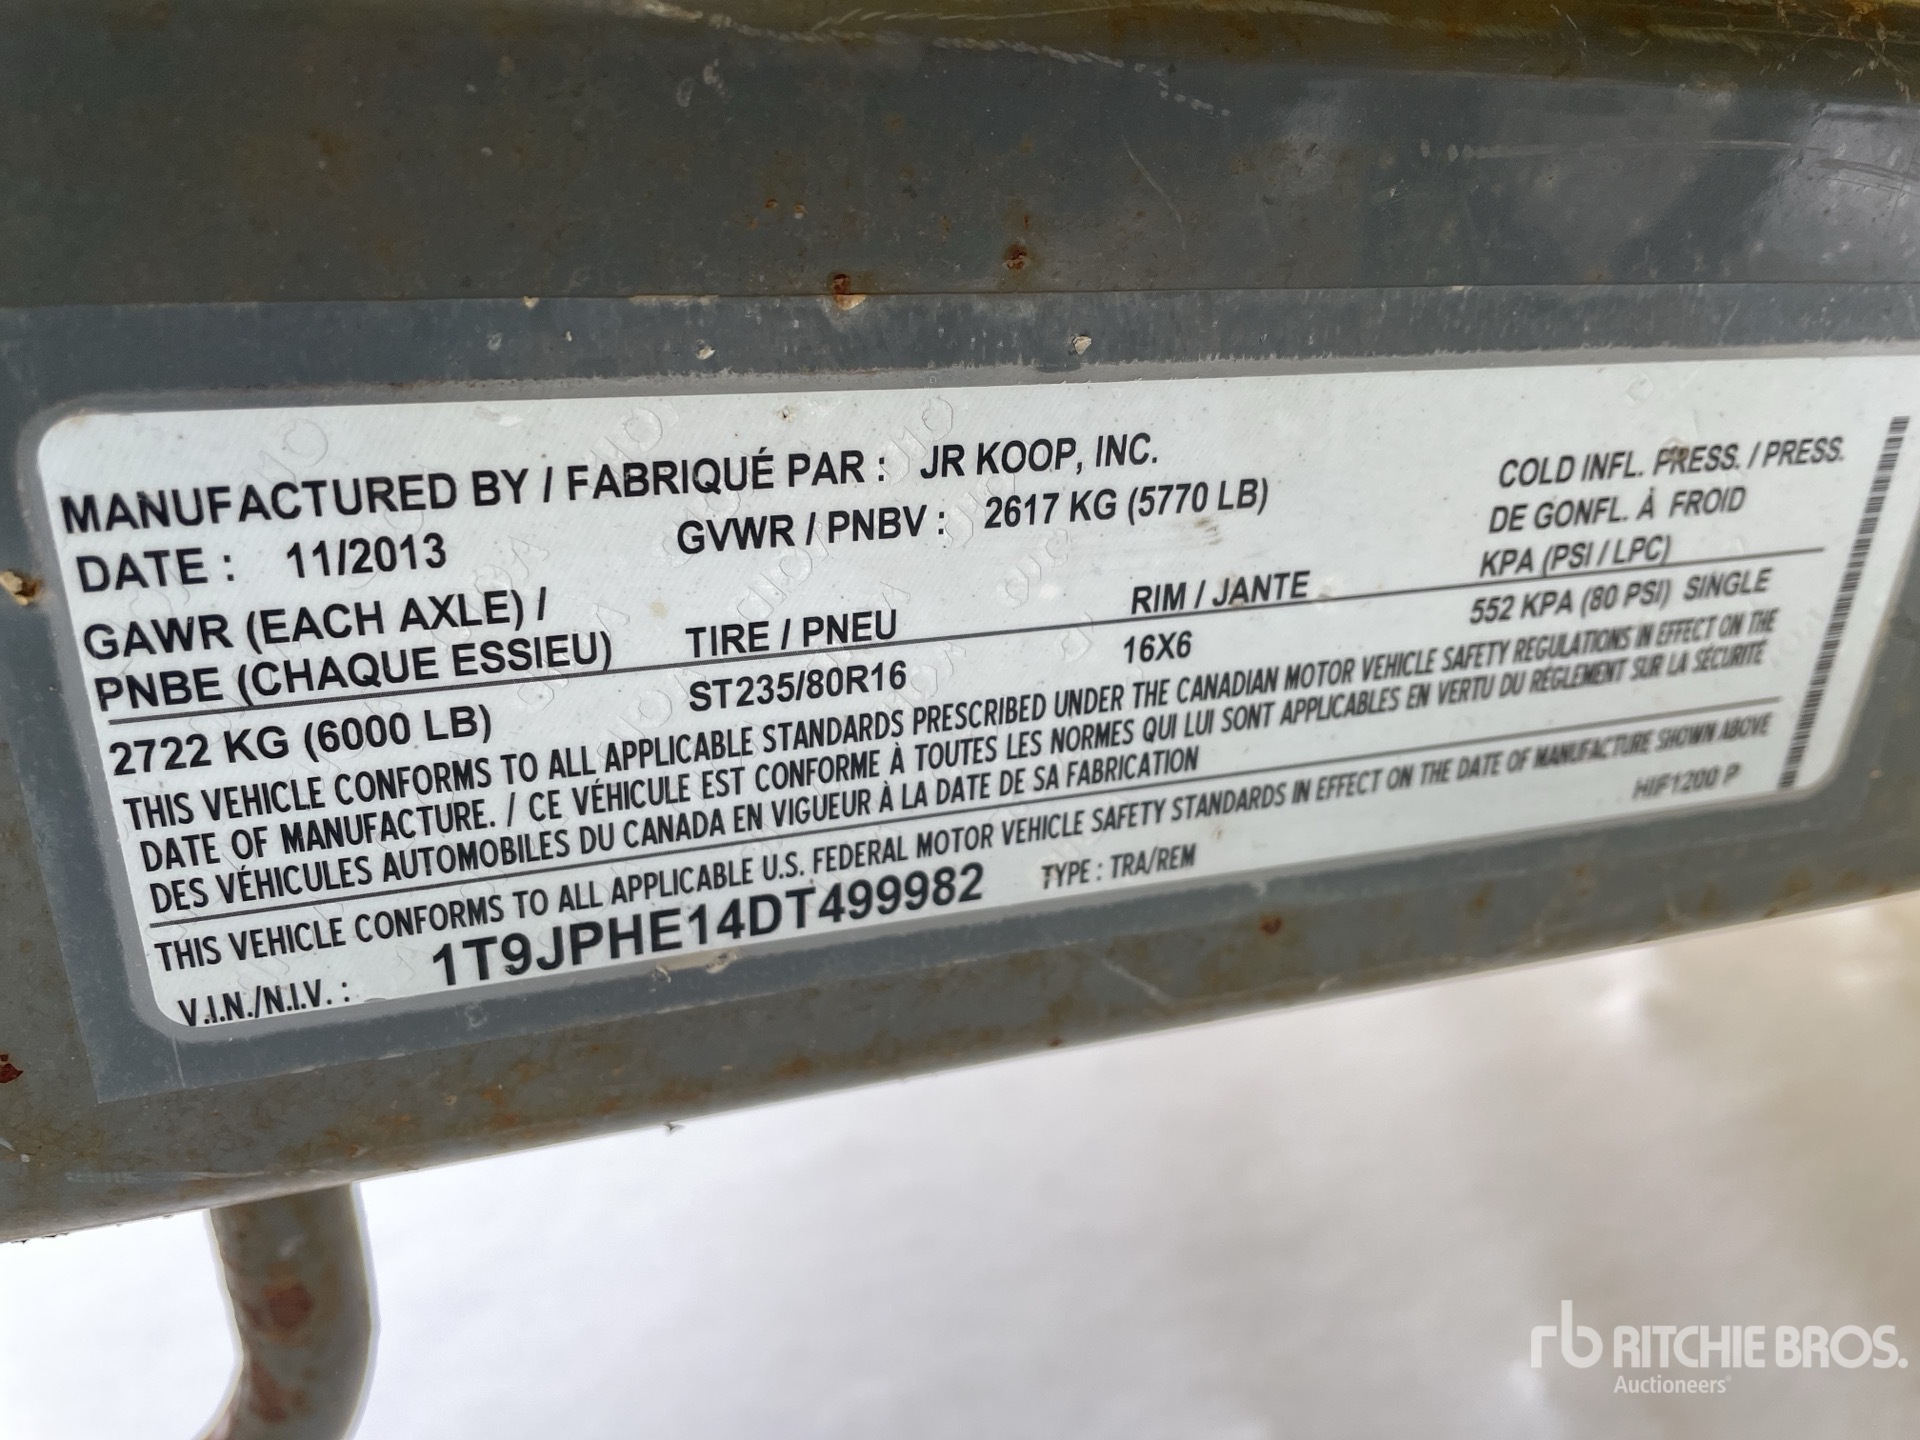 MANUFACTURED BY / FABRIQUÉ PAR : JR KOOP, INC.
DATE : 11/2013 GVWR / PNBV : 2617 KG (5770 LB)
COLD INFL. PRESS. / PRESS.
DE GONFL. À FROID
KPA (PSI / LPC)
GAWR (EACH AXLE) /
PNBE (CHAQUE ESSIEU) TIRE / PNEU RIM / JANTE
2722 KG (6000 LB) ST235/80R16 16X6 552 KPA (80 PSI) SINGLE
THIS VEHICLE CONFORMS TO ALL APPLICABLE STANDARDS PRESCRIBED UNDER THE CANADIAN MOTOR VEHICLE SAFETY REGULATIONS IN EFFECT ON THE
DATE OF MANUFACTURE. / CE VÉHICULE EST CONFORME À TOUTES LES NORMES QUI LUI SONT APPLICABLES EN VERTU DU RÉGLEMENT SUR LA SÉCURITÉ
DES VÉHICULES AUTOMOBILES DU CANADA EN VIGUEUR À LA DATE DE SA FABRICATION
THIS VEHICLE CONFORMS TO ALL APPLICABLE U.S. FEDERAL MOTOR VEHICLE SAFETY STANDARDS IN EFFECT ON THE DATE OF MANUFACTURE SHOWN ABOVE
V.I.N./N.I.V. : 1T9JPHE14DT499982 TYPE : TRA/REM HIF1200 P
rb RITCHIE BROS.
Auctioneers